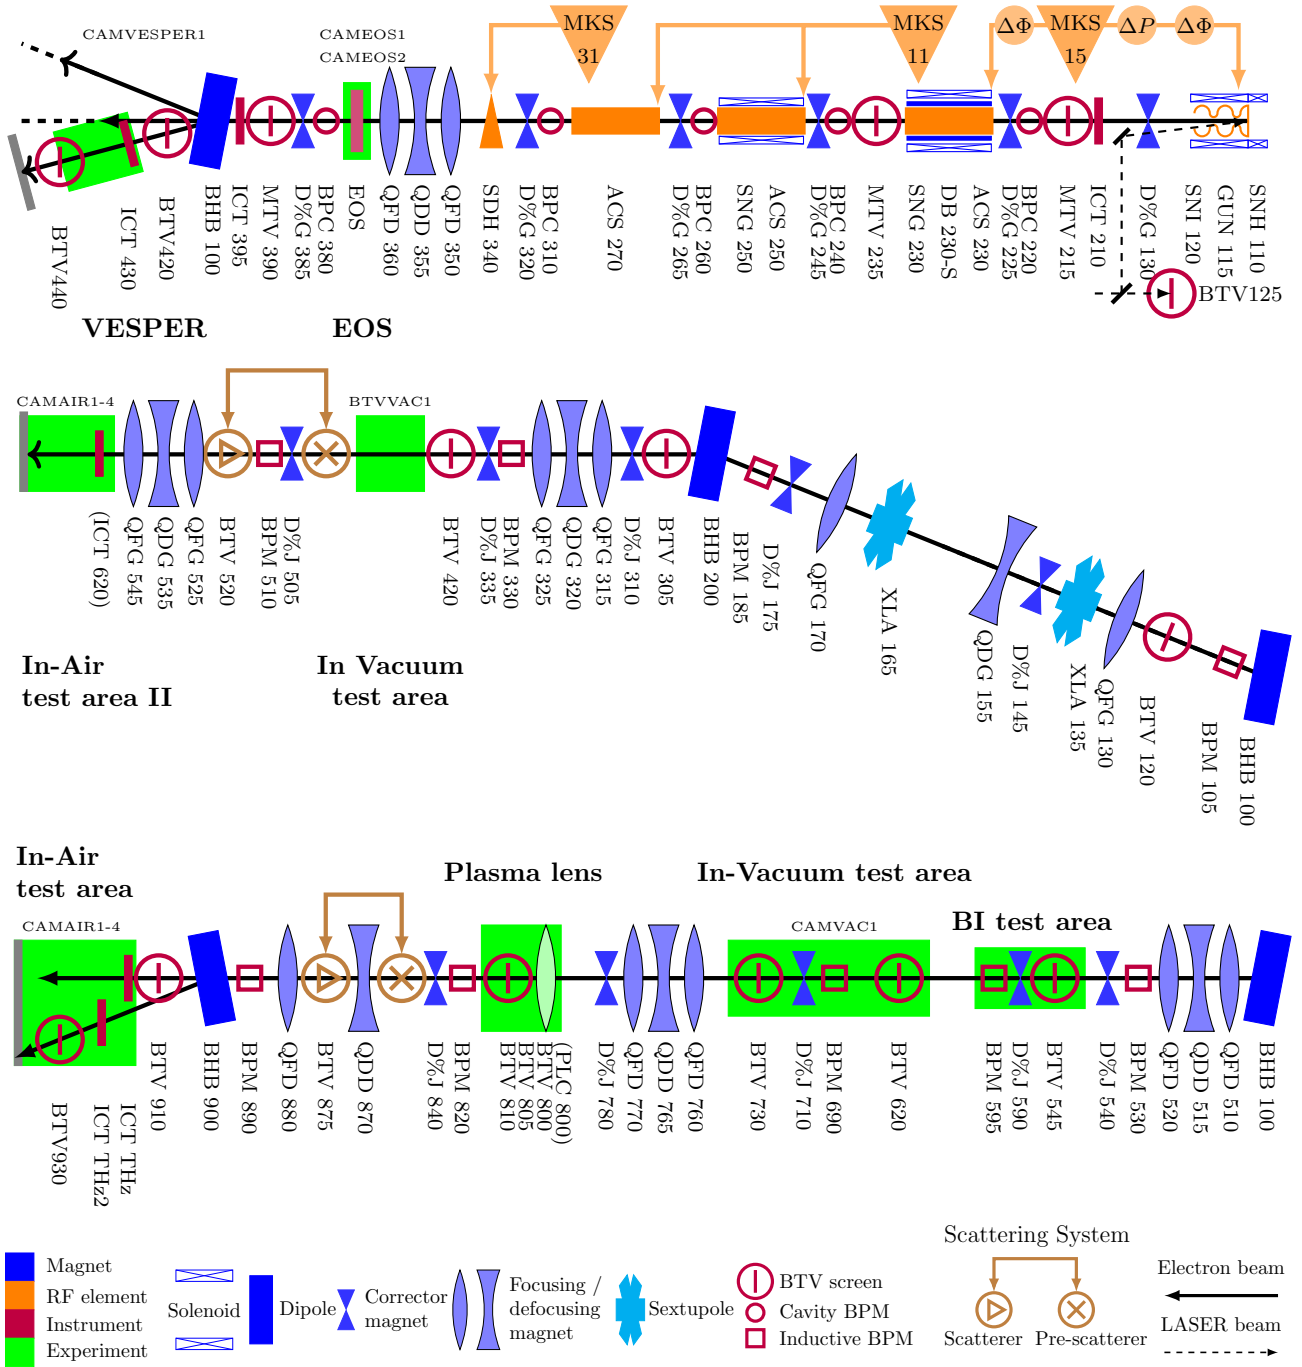 CAMVESPER1
CAMEOS1
CAMEOS2
MKS
31
MKS
11
ΔΦ
MKS
15
ΔP
ΔΦ
BTV440
ICT 430
BTV420
BHB 100
ICT 395
MTV 390
D%G 385
BPC 380
EOS
QFD 360
QDD 355
QFD 350
SDH 340
D%G 320
BPC 310
ACS 270
D%G 265
BPC 260
SNG 250
ACS 250
D%G 245
BPC 240
MTV 235
SNG 230
DB 230-S
ACS 230
D%G 225
BPC 220
MTV 215
ICT 210
D%G 130
SNI 120
GUN 115
SNH 110
BTV125
VESPER
EOS
CAMAIR1-4
BTVVAC1
(ICT 620)
QFG 545
QDG 535
QFG 525
BTV 520
BPM 510
D%J 505
BTV 420
D%J 335
BPM 330
QFG 325
QDG 320
QFG 315
D%J 310
BTV 305
BHB 200
BPM 185
D%J 175
QFG 170
XLA 165
QDG 155
D%J 145
XLA 135
QFG 130
BTV 120
BPM 105
BHB 100
In-Air
test area II
In Vacuum
test area
In-Air
test area
Plasma lens
In-Vacuum test area
BI test area
CAMAIR1-4
CAMVAC1
BTV930
ICT THz2
ICT THz
BTV 910
BHB 900
BPM 890
QFD 880
BTV 875
QDD 870
D%J 840
BPM 820
BTV 810
BTV 805
BTV 800
(PLC 800)
D%J 780
QFD 770
QDD 765
QFD 760
BTV 730
D%J 710
BPM 690
BTV 620
BPM 595
D%J 590
BTV 545
D%J 540
BPM 530
QFD 520
QDD 515
QFD 510
BHB 100
Magnet
RF element
Instrument
Experiment
Solenoid
Dipole
Corrector
magnet
Focusing /
defocusing
magnet
Sextupole
BTV screen
Cavity BPM
Inductive BPM
Scattering System
Scatterer
Pre-scatterer
Electron beam
LASER beam